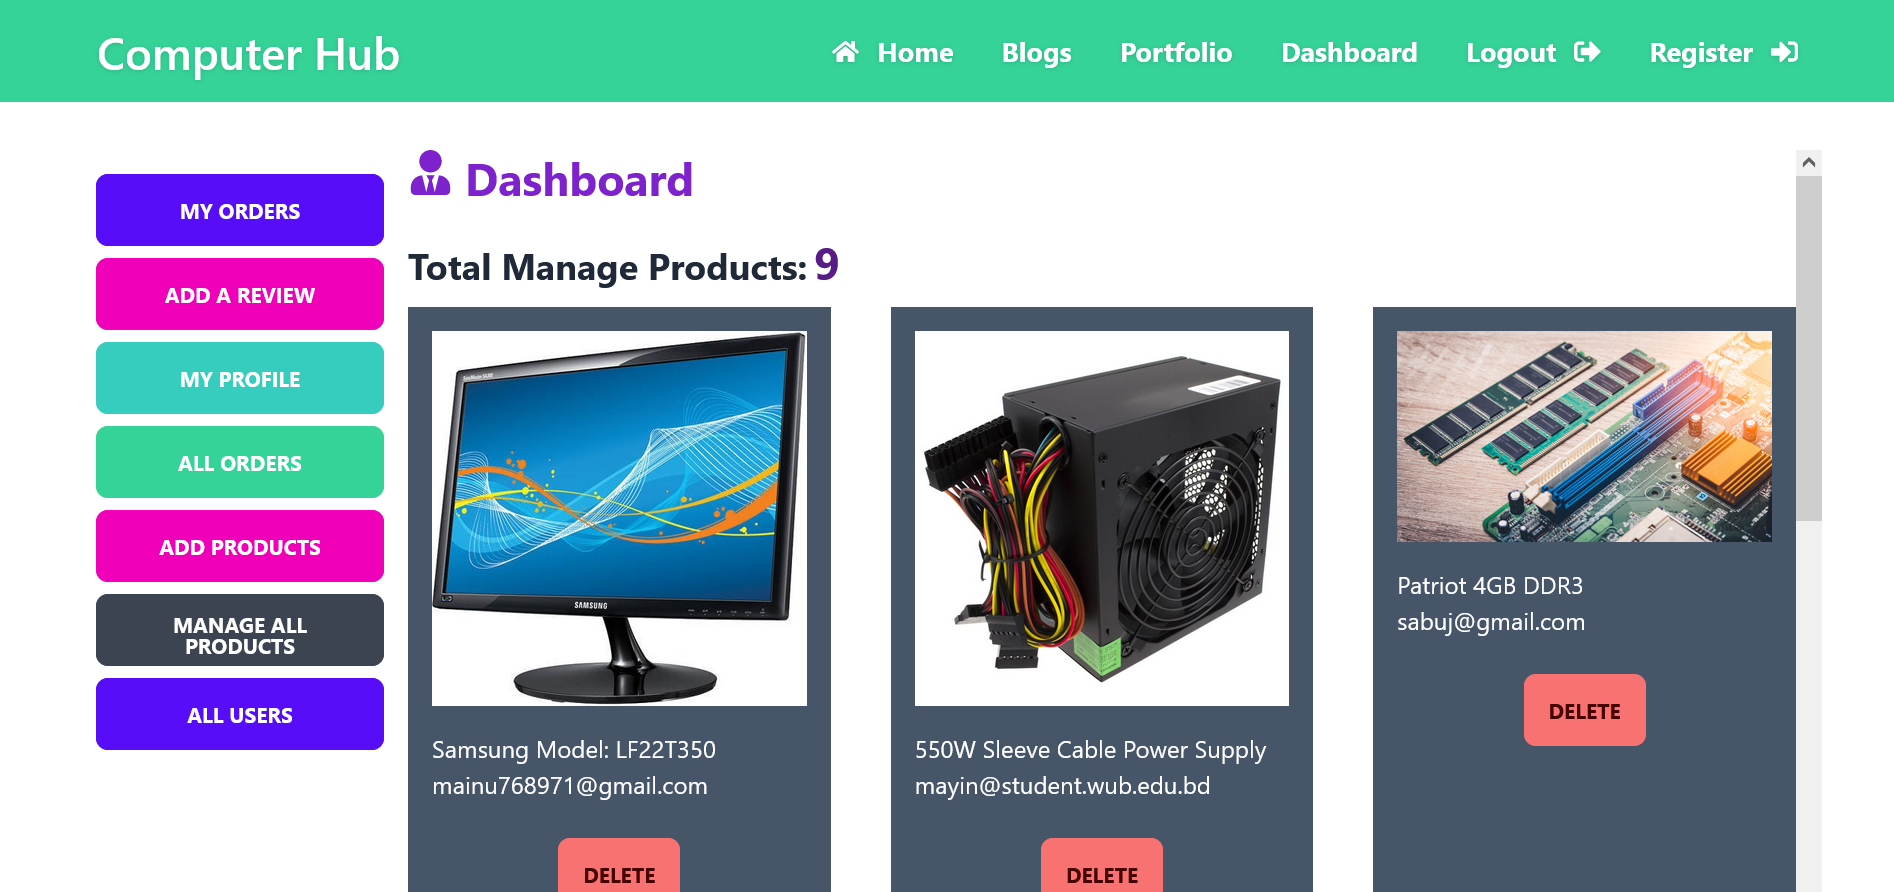 Computer Hub
Home
Blogs
Portfolio
Dashboard
Logout
Register
MY ORDERS
ADD A REVIEW
MY PROFILE
ALL ORDERS
ADD PRODUCTS
MANAGE ALL
PRODUCTS
ALL USERS
Dashboard
Total Manage Products: 9
SAMSUNG
Samsung Model: LF22T350
mainu768971@gmail.com
DELETE
550W Sleeve Cable Power Supply
mayin@student.wub.edu.bd
DELETE
Patriot 4GB DDR3
sabuj@gmail.com
DELETE